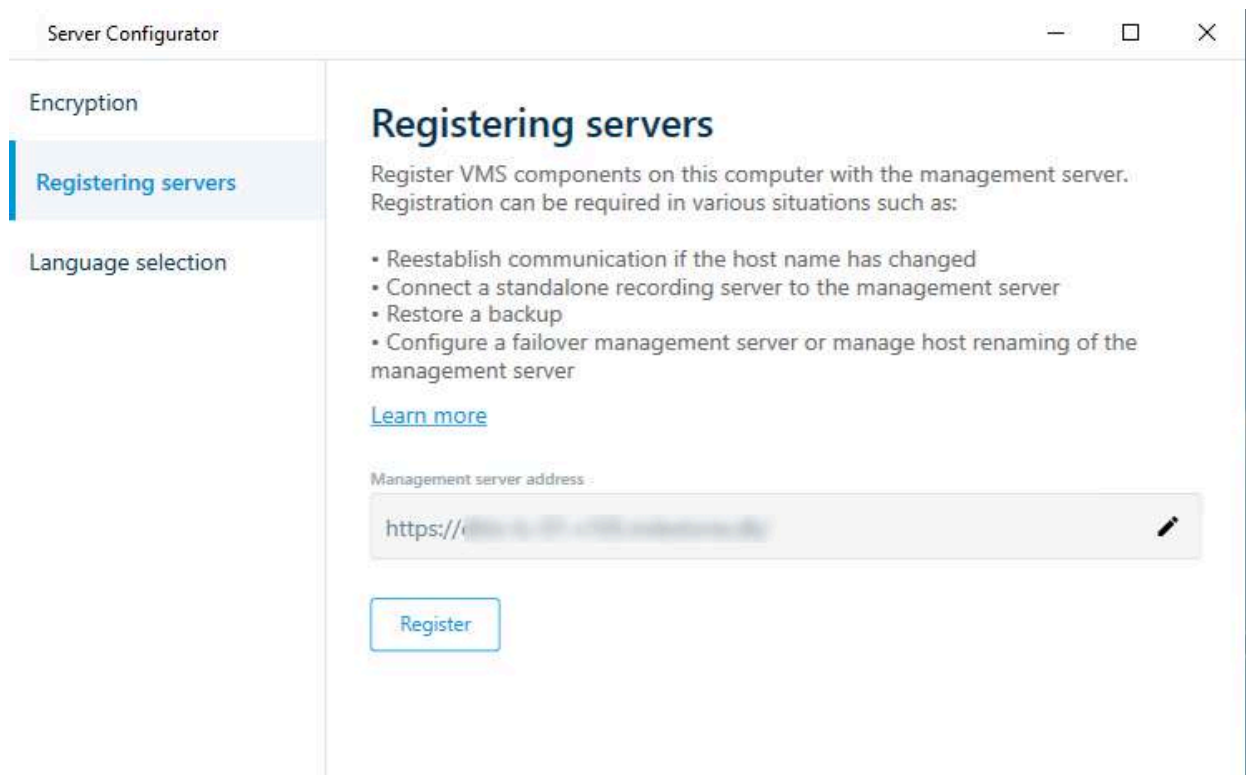 Server Configurator
Encryption
Registering servers
Language selection
Registering servers
Register VMS components on this computer with the management server.
Registration can be required in various situations such as:
• Reestablish communication if the host name has changed
• Connect a standalone recording server to the management server
• Restore a backup
• Configure a failover management server or manage host renaming of the
management server
Learn more
Management server address
https://
Register